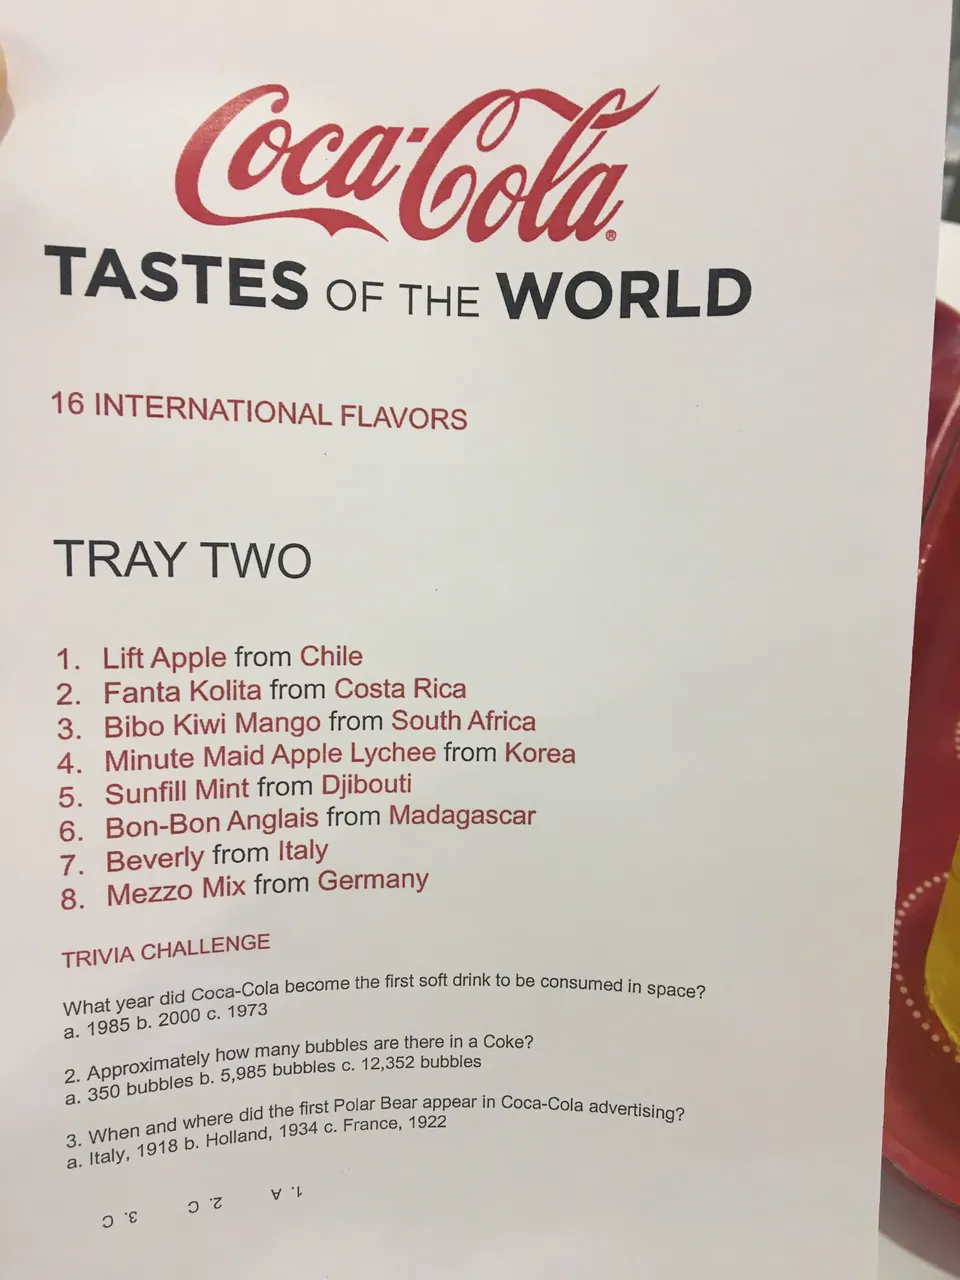 Coca-Cola®
TASTES OF THE WORLD
16 INTERNATIONAL FLAVORS
TRAY TWO
1. Lift Apple from Chile
2. Fanta Kolita from Costa Rica
3. Bibo Kiwi Mango from South Africa
4. Minute Maid Apple Lychee from Korea
5. Sunfill Mint from Djibouti
6. Bon-Bon Anglais from Madagascar
7. Beverly from Italy
8. Mezzo Mix from Germany
TRIVIA CHALLENGE
What year did Coca-Cola become the first soft drink to be consumed in space?
a. 1985 b. 2000 c. 1973
2. Approximately how many bubbles are there in a Coke?
a. 350 bubbles b. 5,985 bubbles c. 12,352 bubbles
3. When and where did the first Polar Bear appear in Coca-Cola advertising?
a. Italy, 1918 b. Holland, 1934 c. France, 1922
1. A 2. C 3. C